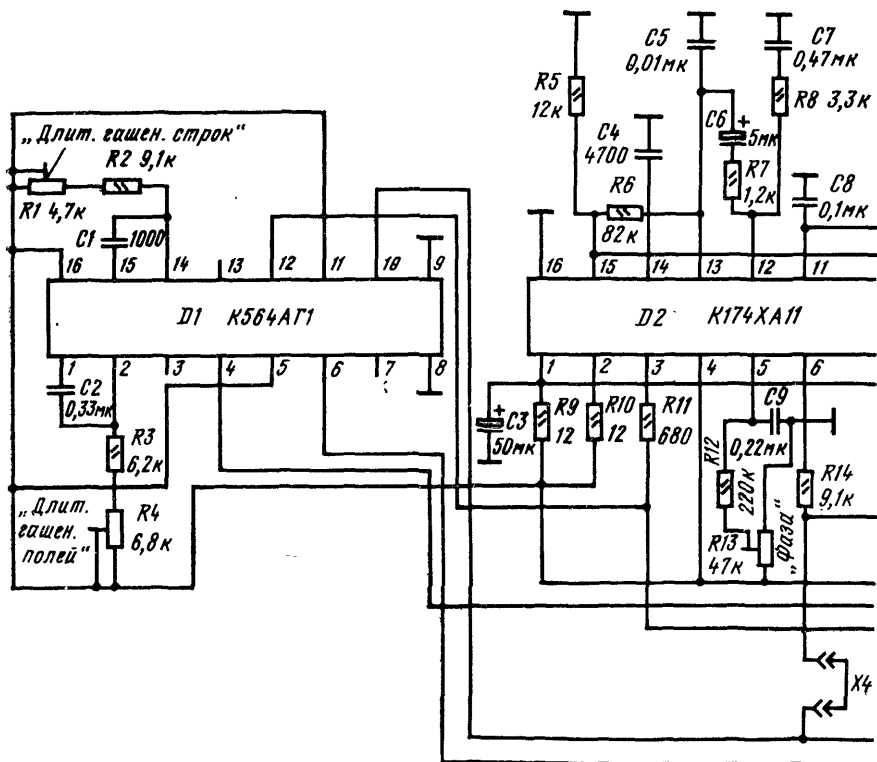 C5
0,01мк
C7
0,47мк
R5
12к
R8 3,3к
C6
+
5мк
C4
4700
R7
1,2к
„Длит. гашен. строк"
R2 9,1к
R6
82к
C8
0,1мк
R1 4,7к
C1
1000
16
15
14
13
12
11
10
9
16
15
14
13
12
11
D1 К564АГ1
D2 К174ХА11
1
2
3
4
5
6
7
8
1
2
3
4
5
6
C2
0,33мк
C3
+
50мк
R9
12
R10
12
R11
680
C9
0,22мк
R12
220к
R14
9,1к
R3
6,2к
„Длит.
гашен.
полей"
R4
6,8к
R13
47к
„Фаза"
X4